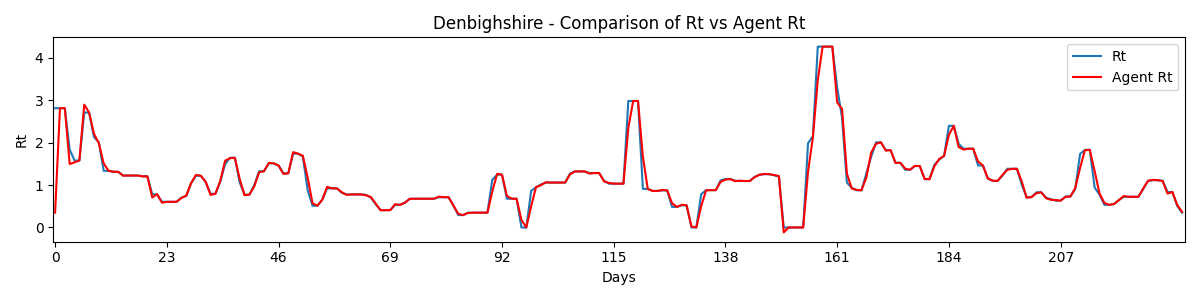 Denbighshire - Comparison of Rt vs Agent Rt
Rt
Agent Rt
Rt
4
3
2
1
0
0 23 46 69 92 115 138 161 184 207
Days